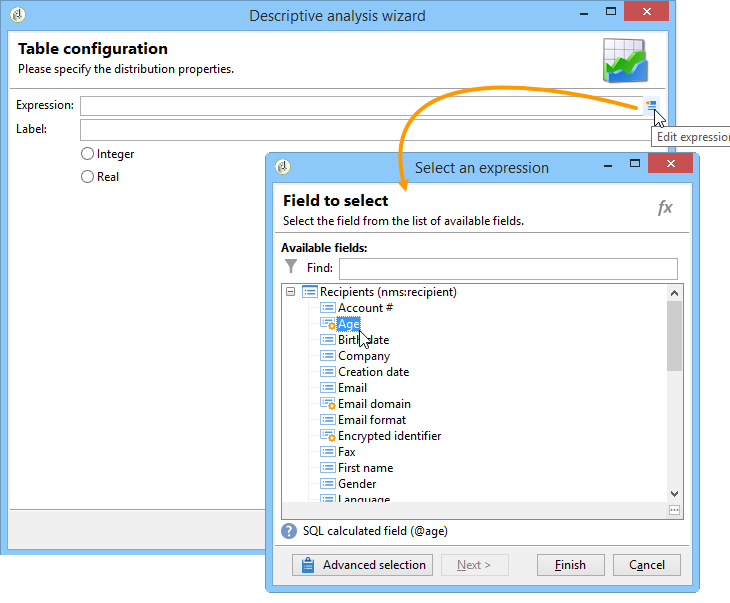 Descriptive analysis wizard
Table configuration
Please specify the distribution properties.
Expression:
Label:
Edit expression
Integer
Real
Select an expression
Field to select
Select the field from the list of available fields.
fx
Available fields:
Find:
Recipients (nms:recipient)
Account #
Age
Birth date
Company
Creation date
Email
Email domain
Email format
Encrypted identifier
Fax
First name
Gender
Language
SQL calculated field (@age)
Advanced selection
Next >
Finish
Cancel